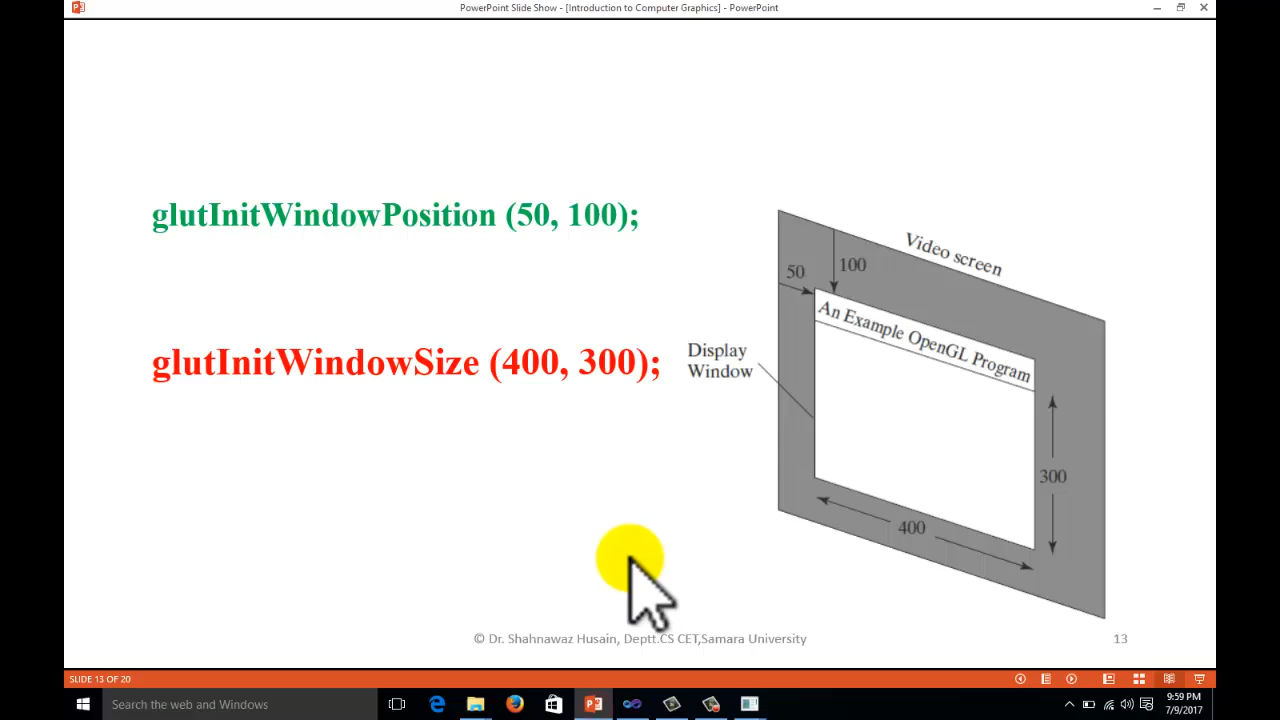 PowerPoint Slide Show - [Introduction to Computer Graphics] - PowerPoint
glutInitWindowPosition (50, 100);
Video screen
50
100
An Example OpenGL Program
glutInitWindowSize (400, 300);
Display
Window
300
400
© Dr. Shahnawaz Husain, Deptt.CS CET,Samara University
13
SLIDE 13 OF 20
Search the web and Windows
9:59 PM
7/9/2017